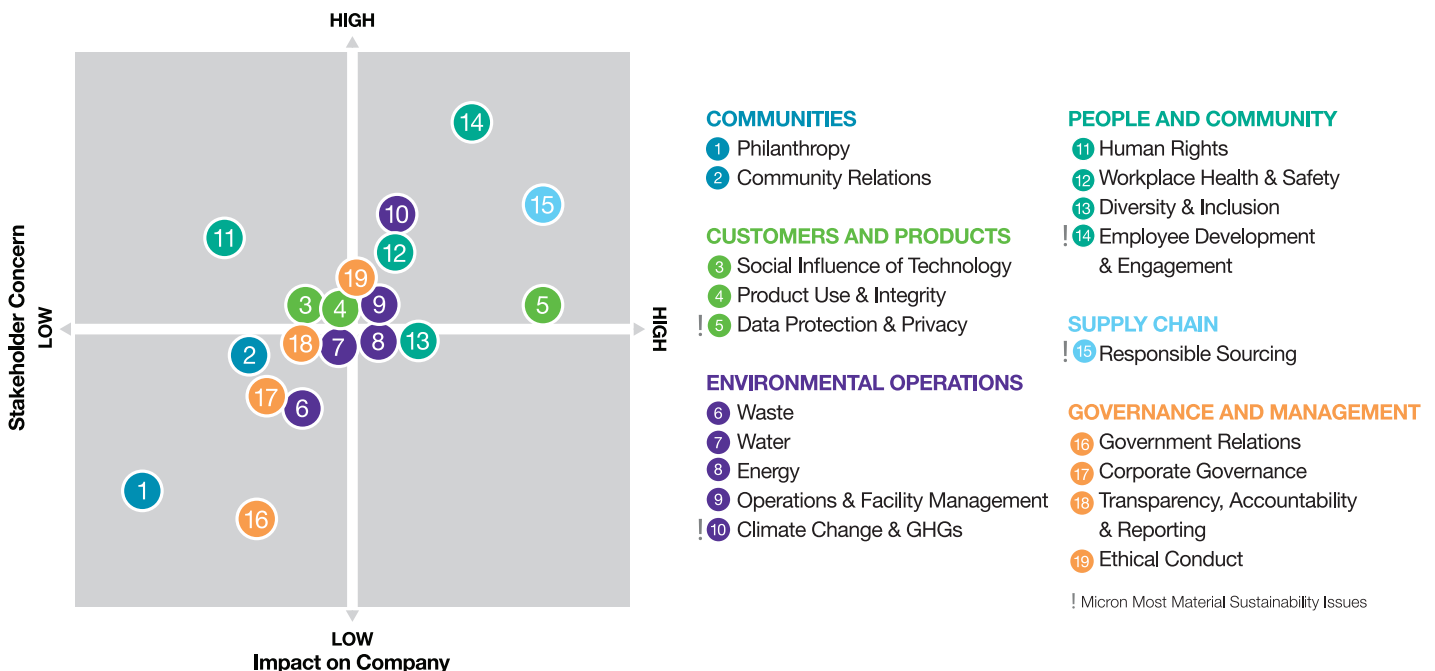 HIGH
Stakeholder Concern
LOW
HIGH
LOW
Impact on Company
14
10
15
11
12
19
3
4
9
5
18
7
8
13
2
17
6
1
16
COMMUNITIES
1 Philanthropy
2 Community Relations
CUSTOMERS AND PRODUCTS
3 Social Influence of Technology
4 Product Use & Integrity
! 5 Data Protection & Privacy
ENVIRONMENTAL OPERATIONS
6 Waste
7 Water
8 Energy
9 Operations & Facility Management
! 10 Climate Change & GHGs
PEOPLE AND COMMUNITY
11 Human Rights
12 Workplace Health & Safety
13 Diversity & Inclusion
! 14 Employee Development
& Engagement
SUPPLY CHAIN
! 15 Responsible Sourcing
GOVERNANCE AND MANAGEMENT
16 Government Relations
17 Corporate Governance
18 Transparency, Accountability
& Reporting
19 Ethical Conduct
! Micron Most Material Sustainability Issues